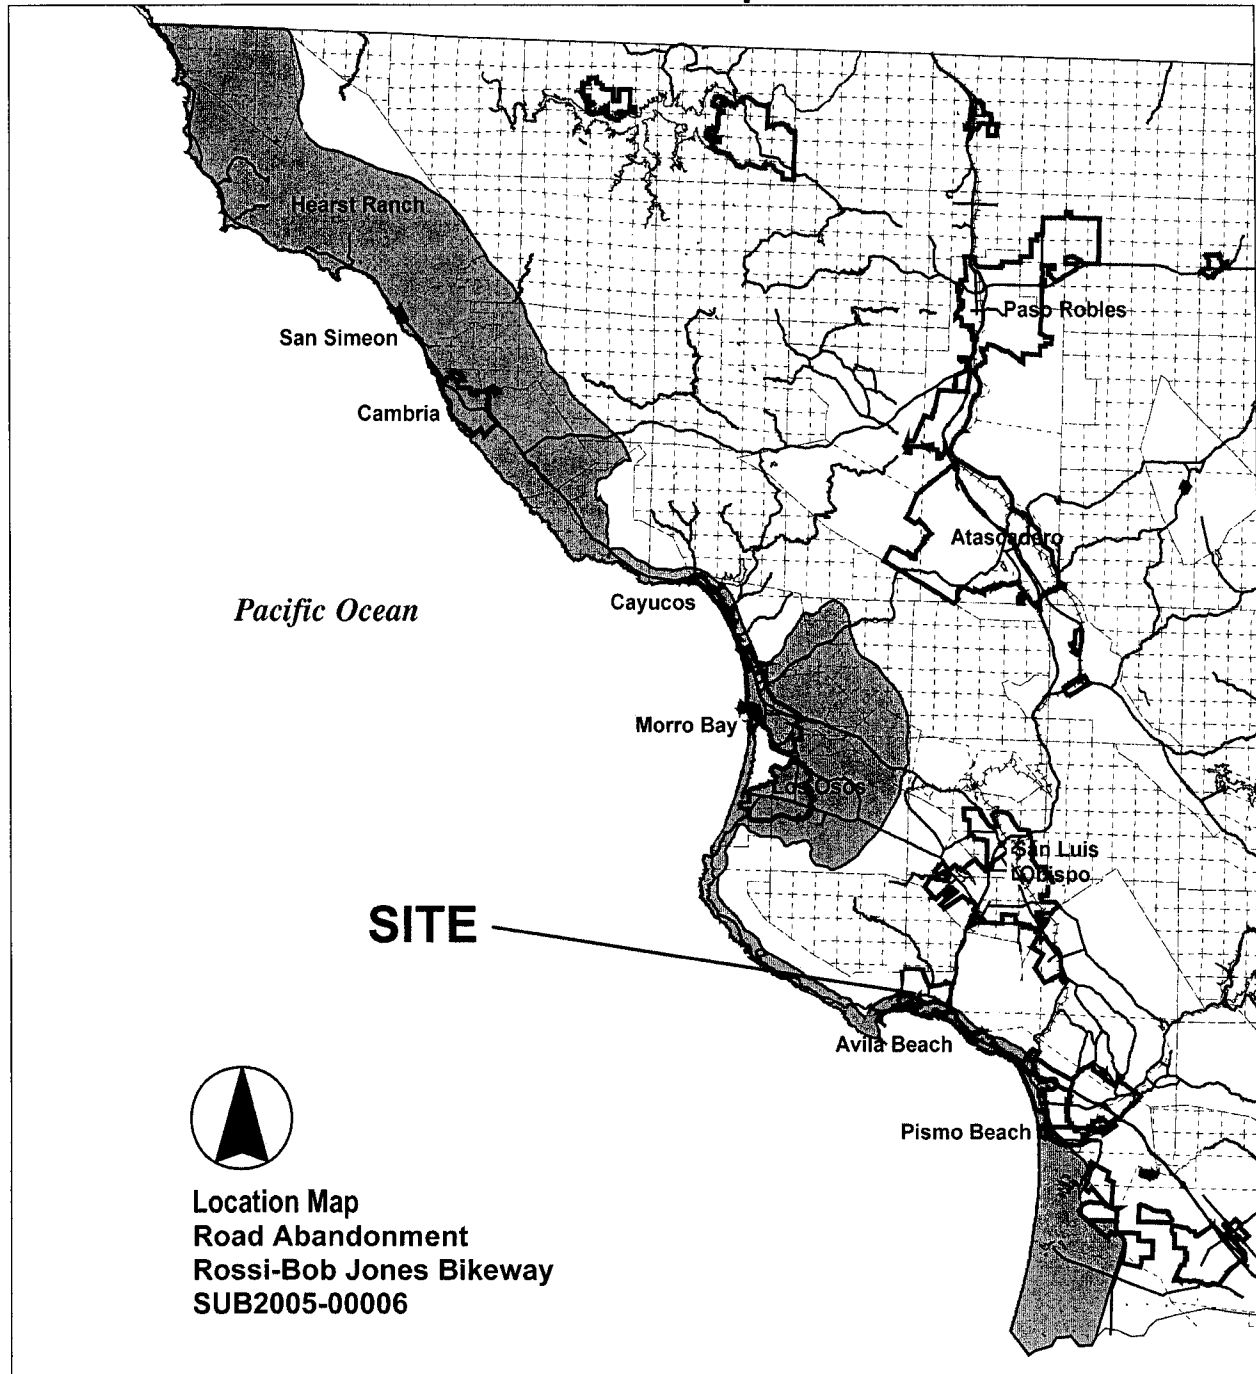 Hearst Ranch
San Simeon
Paso Robles
Cambria
Atascadero
Pacific Ocean
Cayucos
Morro Bay
Los Osos
San Luis
Obispo
SITE
Avila Beach
Pismo Beach
Location Map
Road Abandonment
Rossi-Bob Jones Bikeway
SUB2005-00006